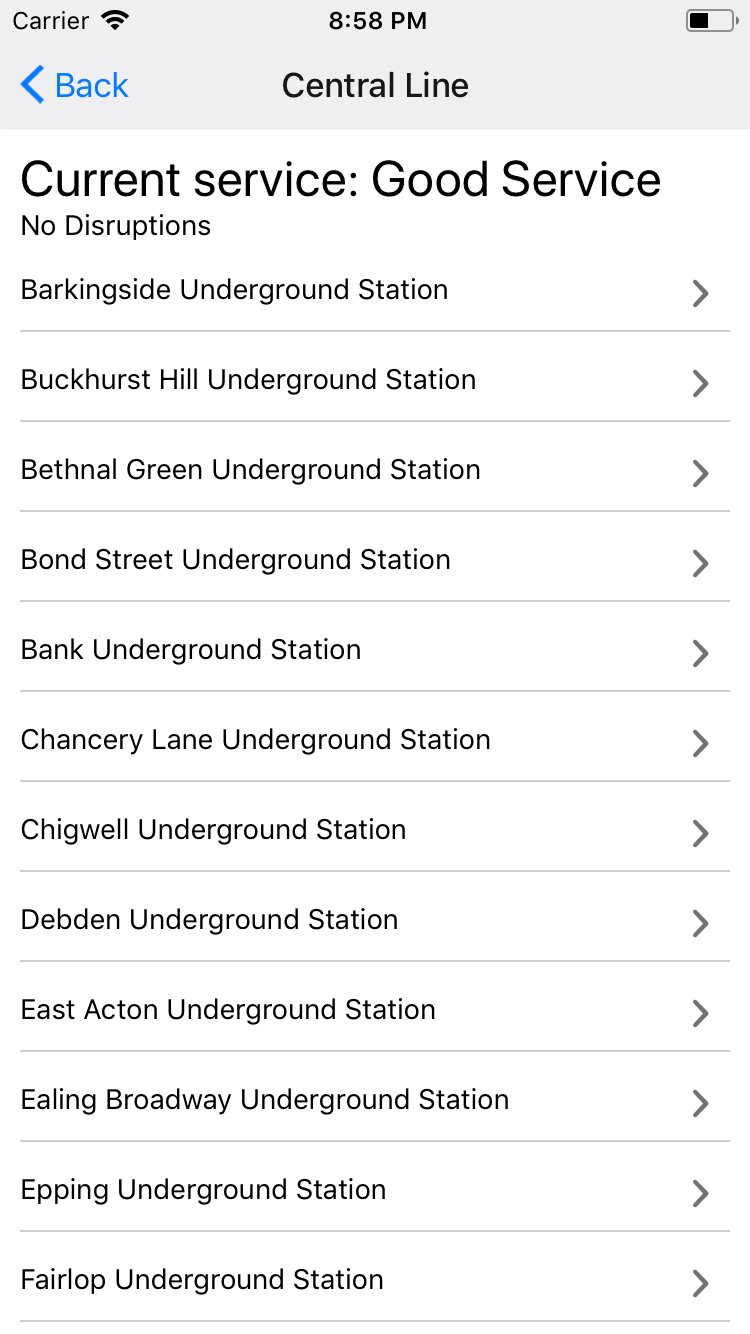 Carrier 8:58 PM
Back Central Line
Current service: Good Service
No Disruptions
Barkingside Underground Station
Buckhurst Hill Underground Station
Bethnal Green Underground Station
Bond Street Underground Station
Bank Underground Station
Chancery Lane Underground Station
Chigwell Underground Station
Debden Underground Station
East Acton Underground Station
Ealing Broadway Underground Station
Epping Underground Station
Fairlop Underground Station